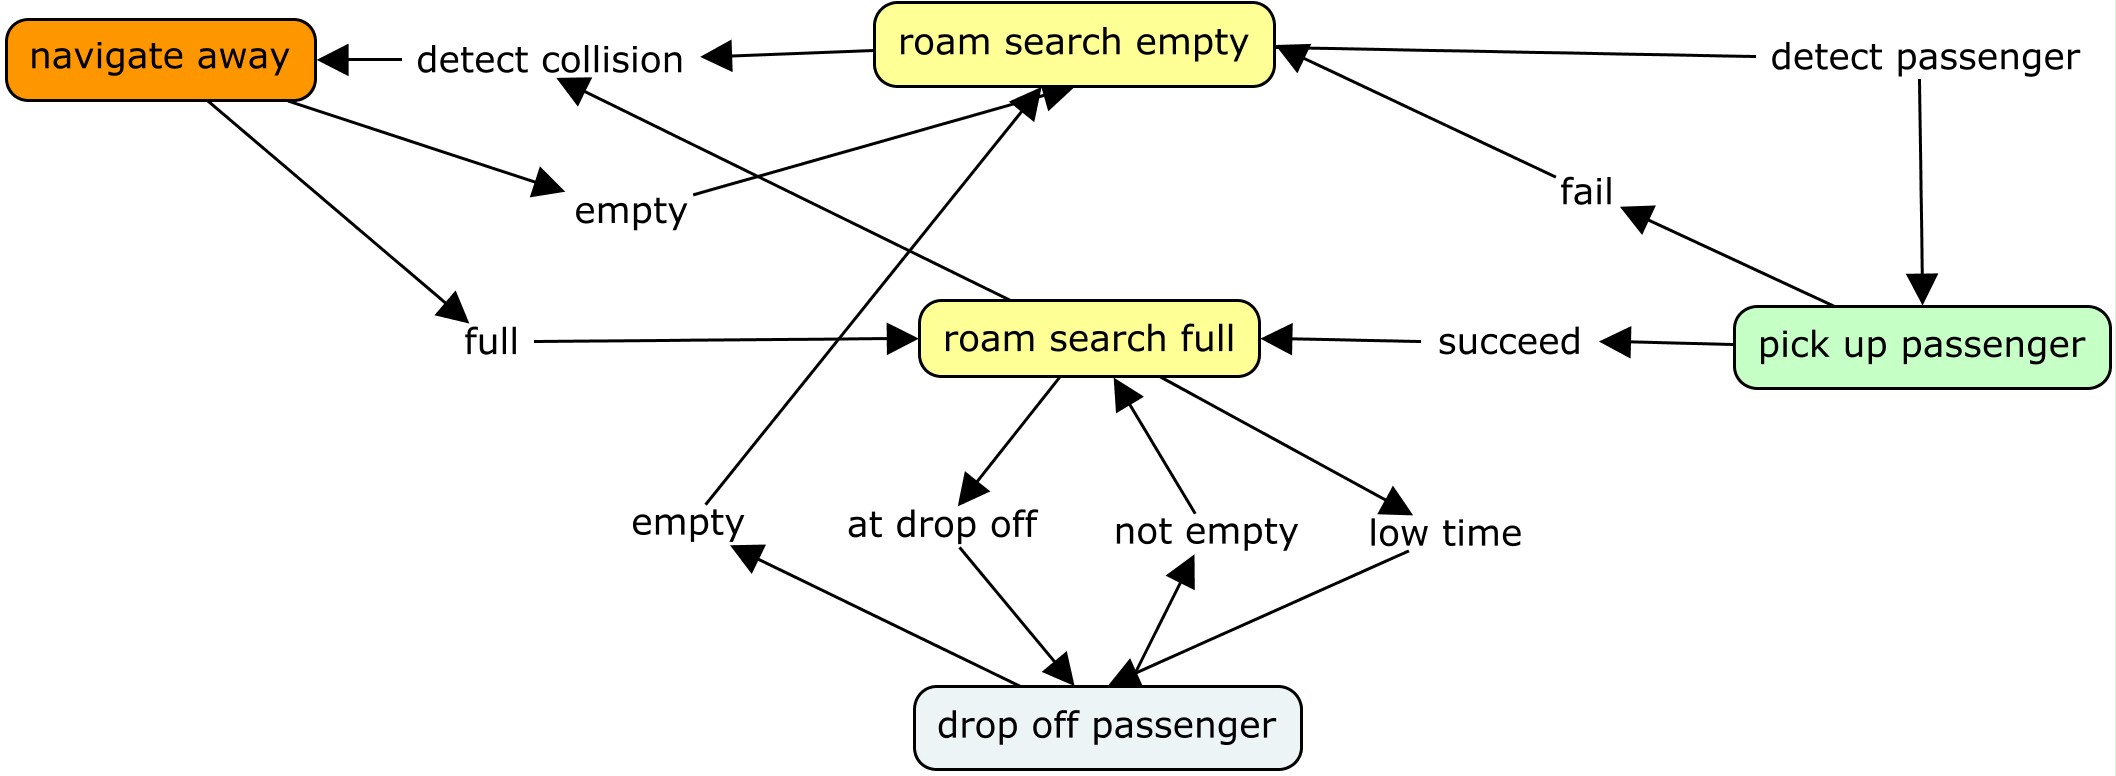 roam search empty
navigate away
detect collision
detect passenger
fail
empty
full
roam search full
succeed
pick up passenger
empty
at drop off
not empty
low time
drop off passenger